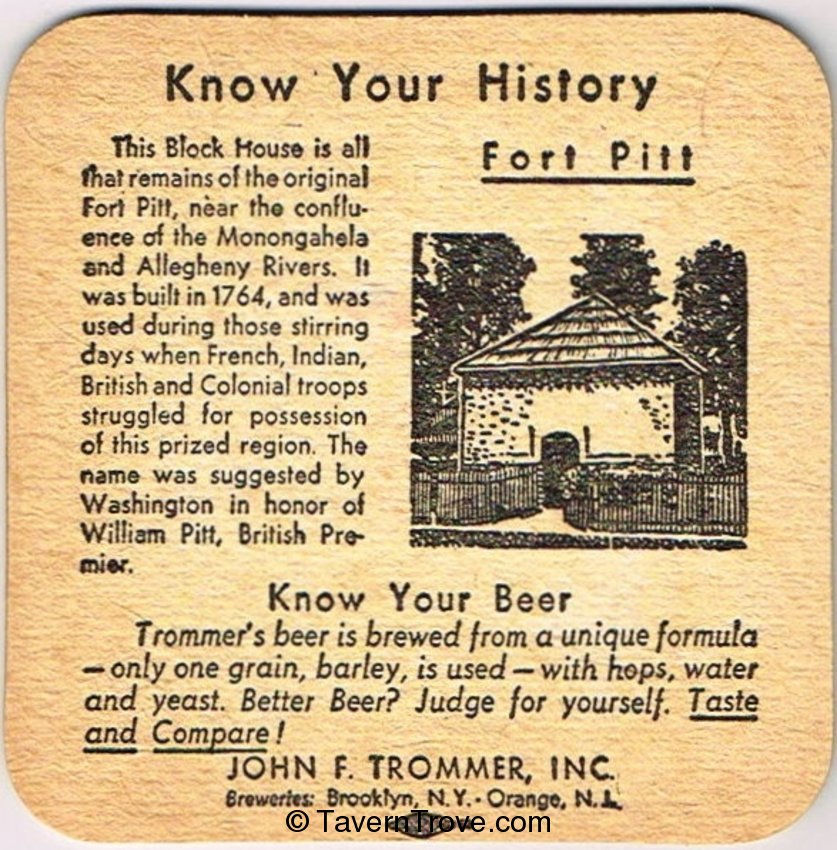 Know Your History
This Block House is all
that remains of the original
Fort Pitt, near the conflu-
ence of the Monongahela
and Allegheny Rivers. It
was built in 1764, and was
used during those stirring
days when French, Indian,
British and Colonial troops
struggled for possession
of this prized region. The
name was suggested by
Washington in honor of
William Pitt, British Pre-
mier.
Fort Pitt
Know Your Beer
Trommer's beer is brewed from a unique formula
—only one grain, barley, is used—with hops, water
and yeast. Better Beer? Judge for yourself. Taste
and Compare!
JOHN F. TROMMER, INC.
Breweries: Brooklyn, N.Y.- Orange, N.J.
© TavernTrove.com